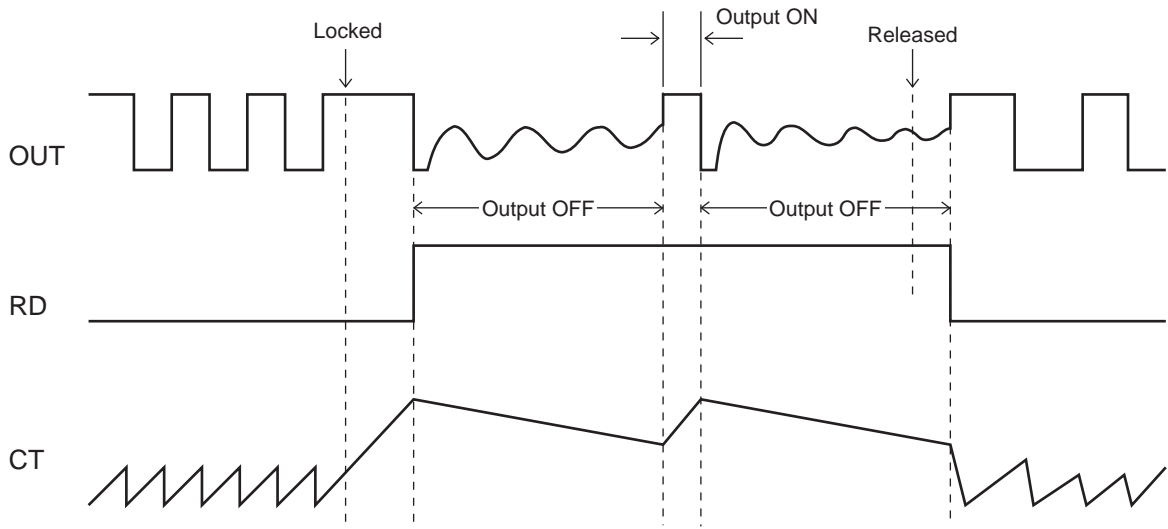 Output ON
Locked
Released
OUT
Output OFF
Output OFF
RD
CT